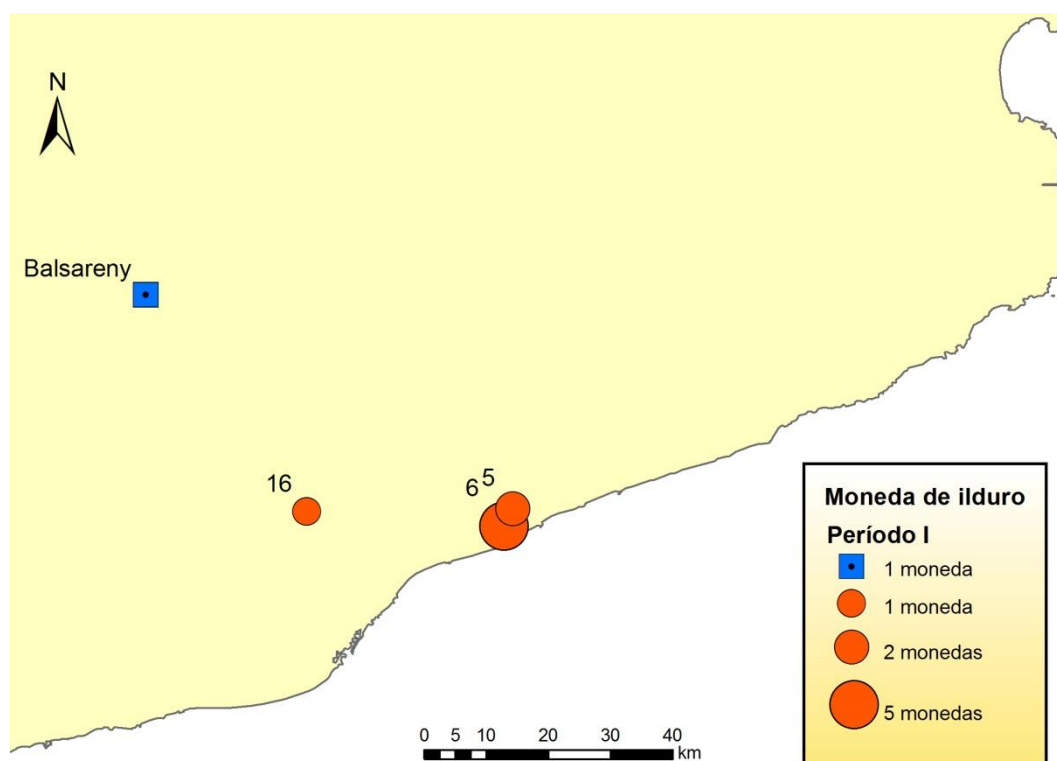 N
Balsareny
16
6 5
Moneda de ilduro
Período I
1 moneda
1 moneda
2 monedas
5 monedas
0 5 10 20 30 40
km